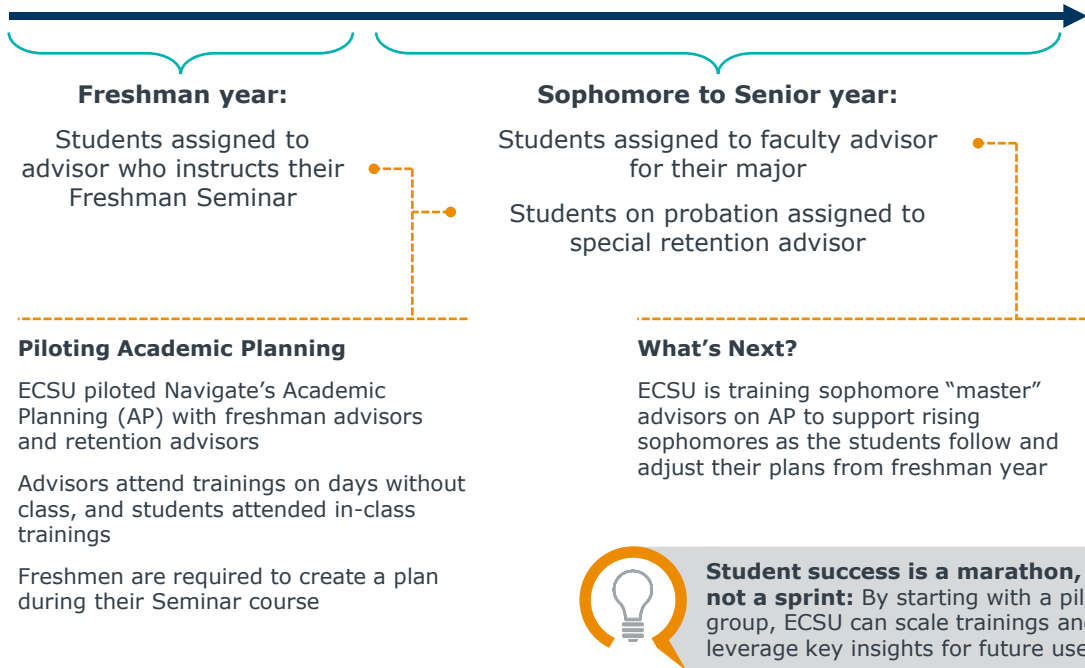 Freshman year:
Students assigned to
advisor who instructs their
Freshman Seminar
Sophomore to Senior year:
Students assigned to faculty advisor
for their major
Students on probation assigned to
special retention advisor
Piloting Academic Planning
ECSU piloted Navigate’s Academic
Planning (AP) with freshman advisors
and retention advisors
Advisors attend trainings on days without
class, and students attended in-class
trainings
Freshmen are required to create a plan
during their Seminar course
What’s Next?
ECSU is training sophomore “master”
advisors on AP to support rising
sophomores as the students follow and
adjust their plans from freshman year
Student success is a marathon,
not a sprint: By starting with a
group, ECSU can scale trainings
leverage key insights for future